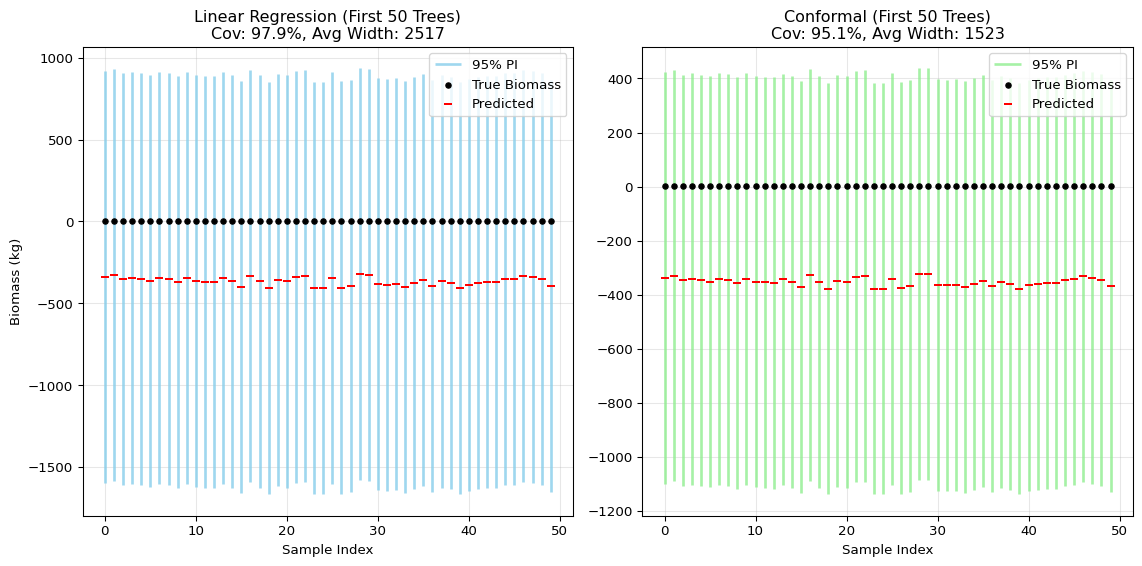 Linear Regression (First 50 Trees)
Cov: 97.9%, Avg Width: 2517
95% PI
True Biomass
Predicted
1000
500
0
−500
−1000
−1500
Biomass (kg)
0 10 20 30 40 50
Sample Index
Conformal (First 50 Trees)
Cov: 95.1%, Avg Width: 1523
95% PI
True Biomass
Predicted
400
200
0
−200
−400
−600
−800
−1000
−1200
0 10 20 30 40 50
Sample Index